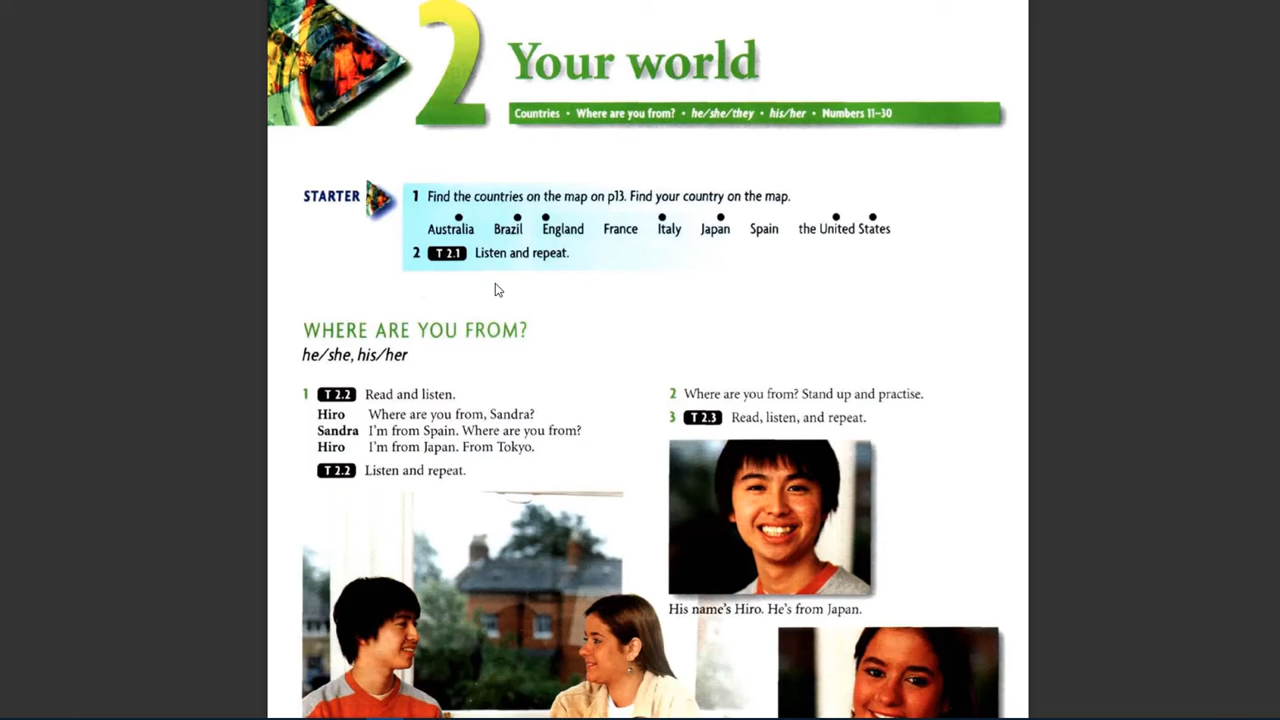 2
Your world
Countries • Where are you from? • he/she/they • his/her • Numbers 11–30
STARTER
1 Find the countries on the map on p13. Find your country on the map.
Australia Brazil England France Italy Japan Spain the United States
2 T 2.1 Listen and repeat.
WHERE ARE YOU FROM?
he/she, his/her
1 T 2.2 Read and listen.
Hiro Where are you from, Sandra?
Sandra I'm from Spain. Where are you from?
Hiro I'm from Japan. From Tokyo.
T 2.2 Listen and repeat.
2 Where are you from? Stand up and practise.
3 T 2.3 Read, listen, and repeat.
His name's Hiro. He's from Japan.